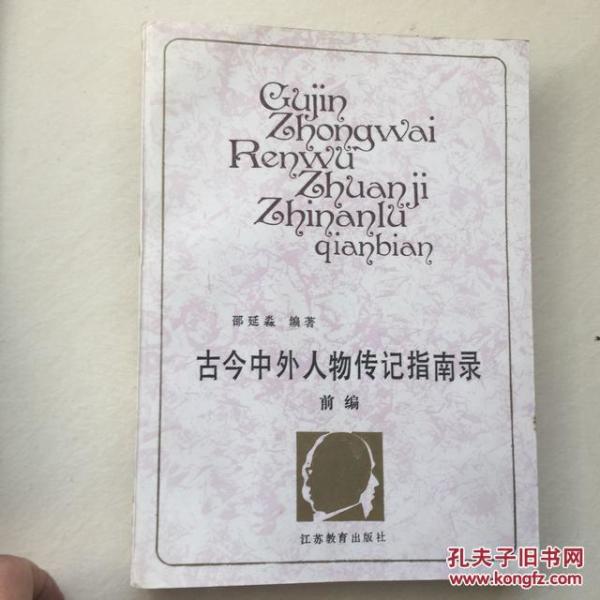 Gujin
Zhongwai
Renwu
Zhuanji
Zhinanlu
qianbian
邵延淼 编著
古今中外人物传记指南录
前编
江苏教育出版社
孔夫子旧书网
www.kongfz.com